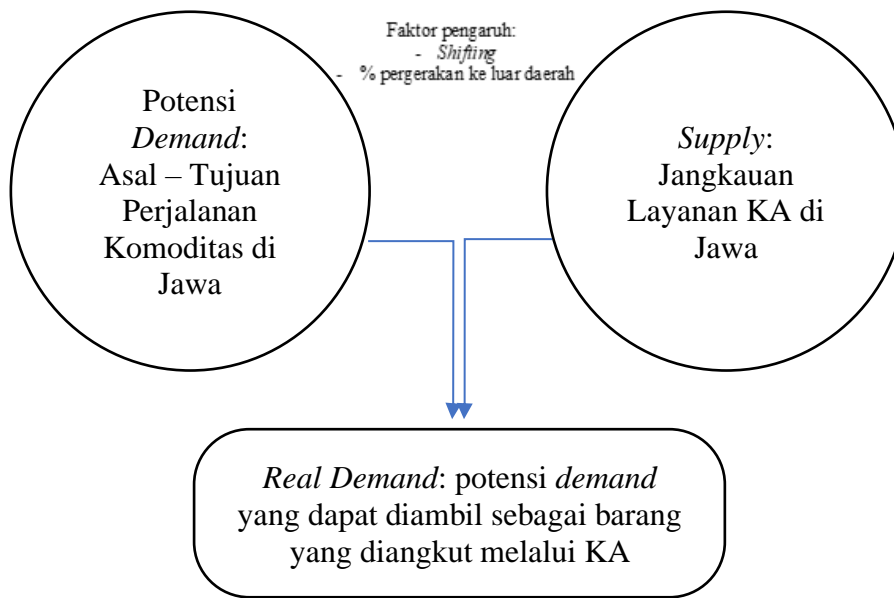 Faktor pengaruh:
- Shifting
- % pergerakan ke luar daerah
Potensi
Demand:
Asal – Tujuan
Perjalanan
Komoditas di
Jawa
Supply:
Jangkauan
Layanan KA di
Jawa
Real Demand: potensi demand
yang dapat diambil sebagai barang
yang diangkut melalui KA